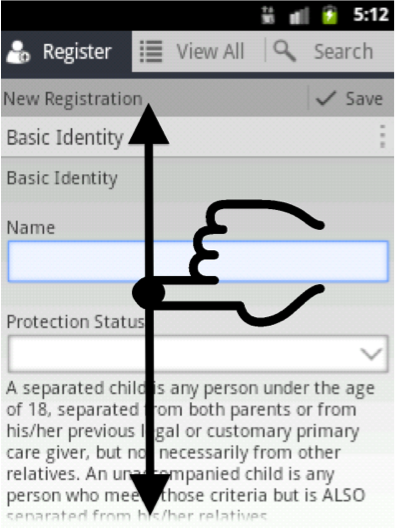 5:12
Register View All Search
New Registration Save
Basic Identity
Basic Identity
Name
Protection Status
A separated child is any person under the age
of 18, separated from both parents or from
his/her previous legal or customary primary
care giver, but not necessarily from other
relatives. An unaccompanied child is any
person who meets those criteria but is ALSO
separated from his/her relatives